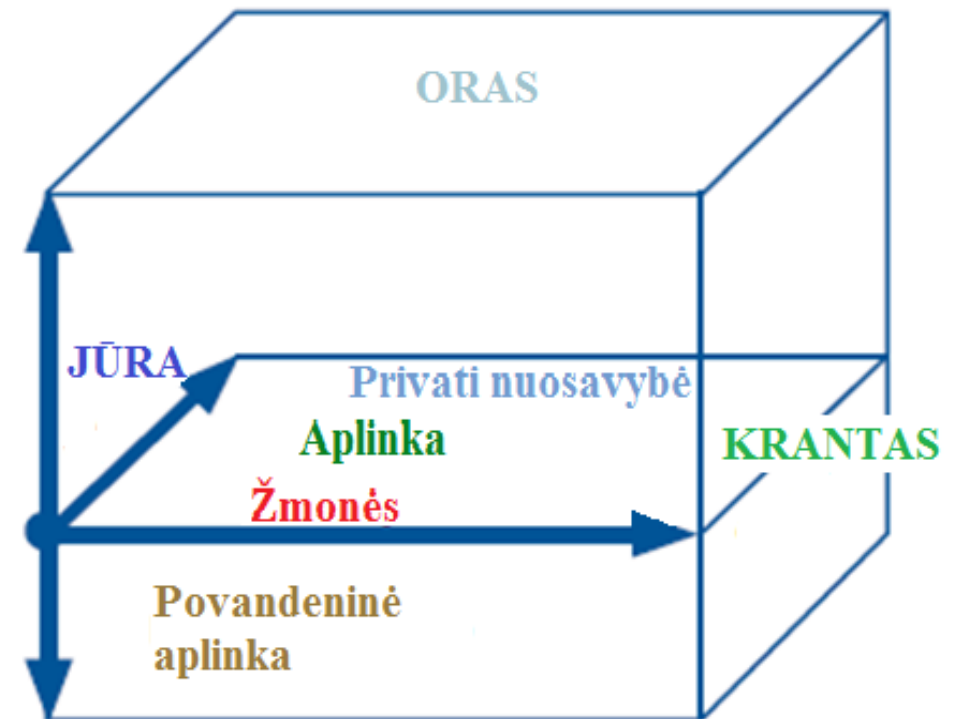 ORAS
JŪRA
Privati nuosavybė
Aplinka
KRANTAS
Žmonės
Povandeninė
aplinka